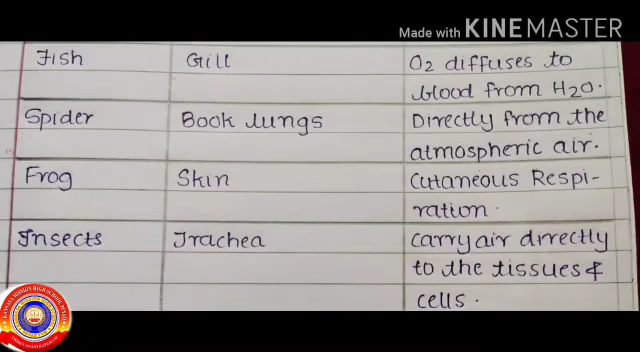 Made with KINEMASTER
Fish Gill O2 diffuses to
blood from H2O.
Spider Book lungs Directly from the
atmospheric air.
Frog Skin Cuttaneous Respi-
ration.
Insects Trachea Carry air directly
to the tissues &
cells.